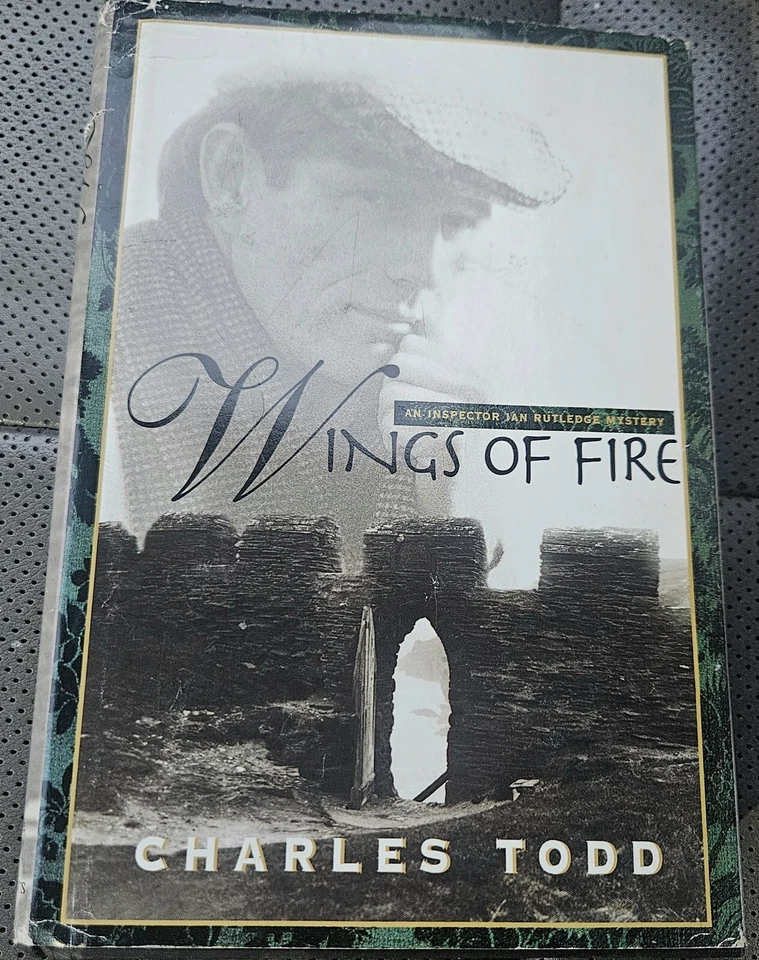 AN INSPECTOR IAN RUTLEDGE MYSTERY
WINGS OF FIRE
CHARLES TODD